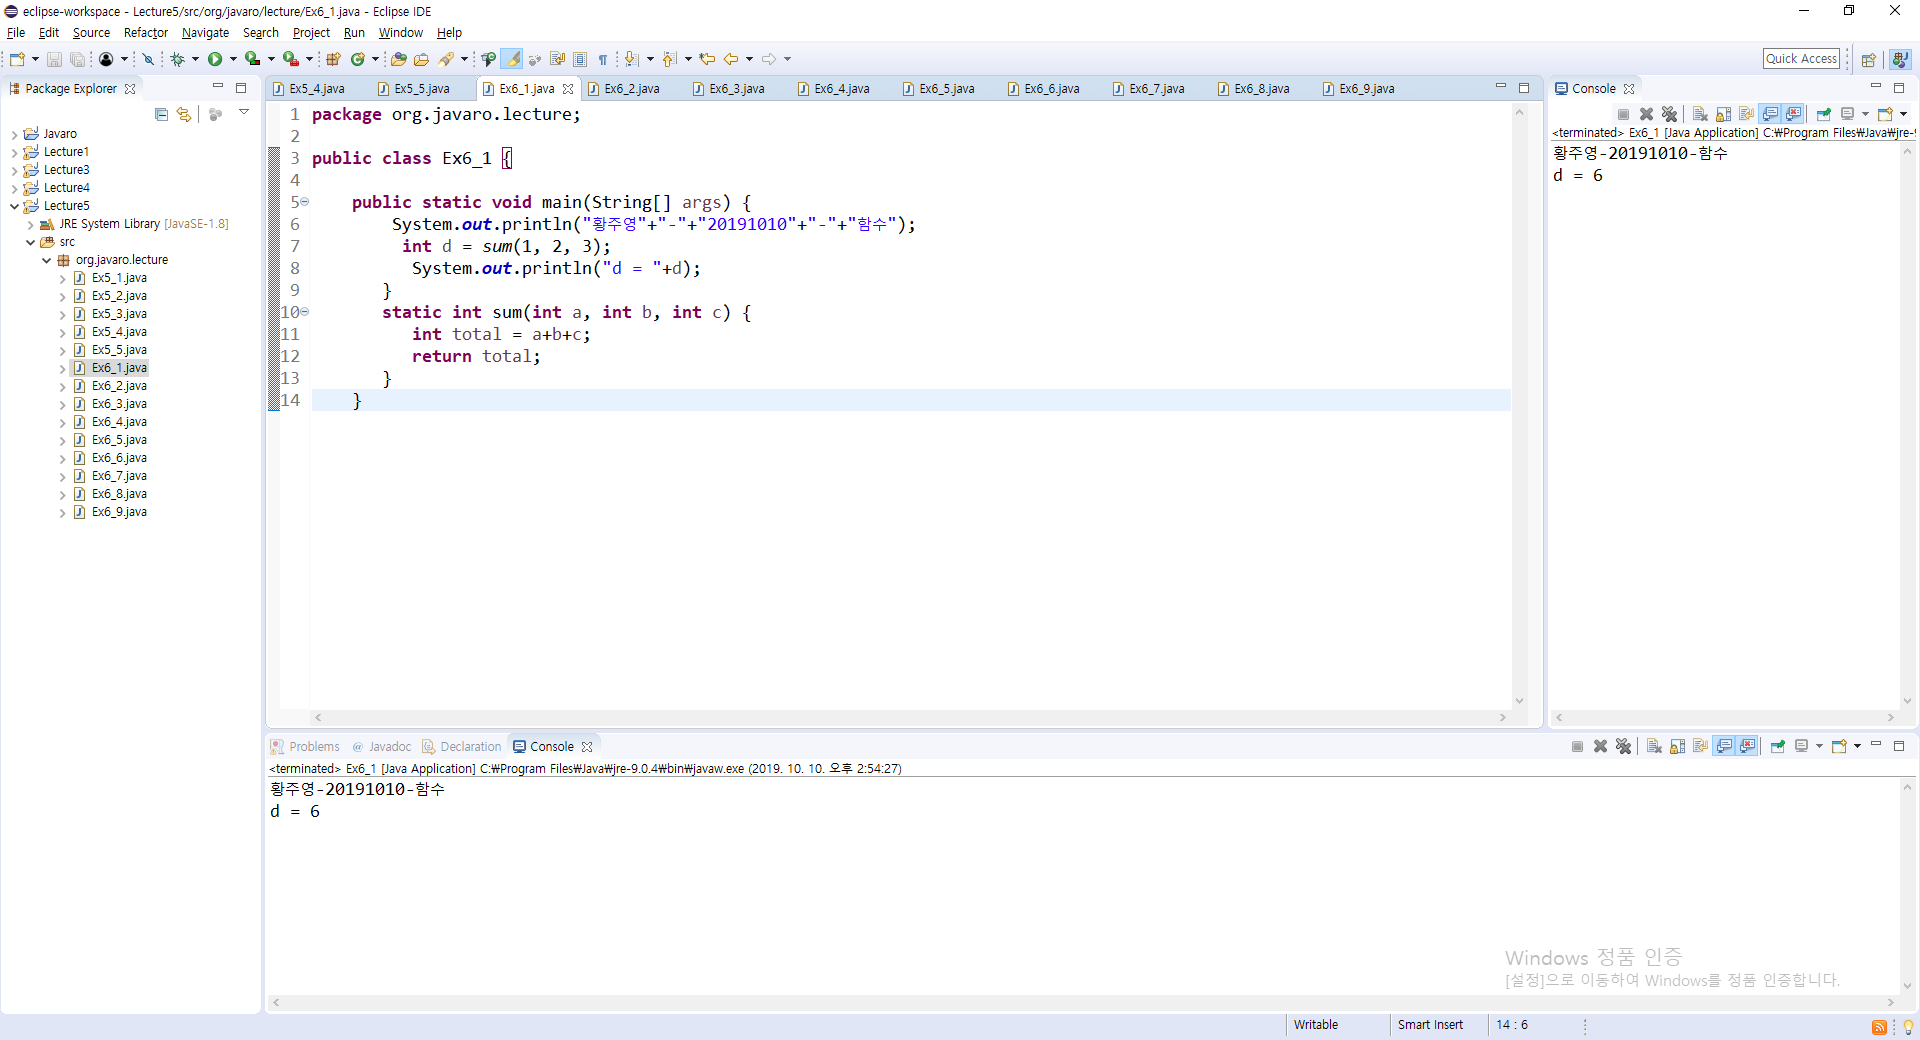 eclipse-workspace - Lecture5/src/org/javaro/lecture/Ex6_1.java - Eclipse IDE
File Edit Source Refactor Navigate Search Project Run Window Help
Quick Access
Package Explorer
Javaro
Lecture1
Lecture3
Lecture4
Lecture5
JRE System Library [JavaSE-1.8]
src
org.javaro.lecture
Ex5_1.java
Ex5_2.java
Ex5_3.java
Ex5_4.java
Ex5_5.java
Ex6_1.java
Ex6_2.java
Ex6_3.java
Ex6_4.java
Ex6_5.java
Ex6_6.java
Ex6_7.java
Ex6_8.java
Ex6_9.java
Ex5_4.java Ex5_5.java Ex6_1.java Ex6_2.java Ex6_3.java Ex6_4.java Ex6_5.java Ex6_6.java Ex6_7.java Ex6_8.java Ex6_9.java
1 package org.javaro.lecture;
2
3 public class Ex6_1 {
4
5 public static void main(String[] args) {
6 System.out.println("황주영"+"-"+"20191010"+"-"+"함수");
7 int d = sum(1, 2, 3);
8 System.out.println("d = "+d);
9 }
10 static int sum(int a, int b, int c) {
11 int total = a+b+c;
12 return total;
13 }
14 }
Console
<terminated> Ex6_1 [Java Application] C:₩Program Files₩Java₩jre-9
황주영-20191010-함수
d = 6
Problems @ Javadoc Declaration Console
<terminated> Ex6_1 [Java Application] C:₩Program Files₩Java₩jre-9.0.4₩bin₩javaw.exe (2019. 10. 10. 오후 2:54:27)
황주영-20191010-함수
d = 6
Windows 정품 인증
[설정]으로 이동하여 Windows를 정품 인증합니다.
Writable Smart Insert 14 : 6